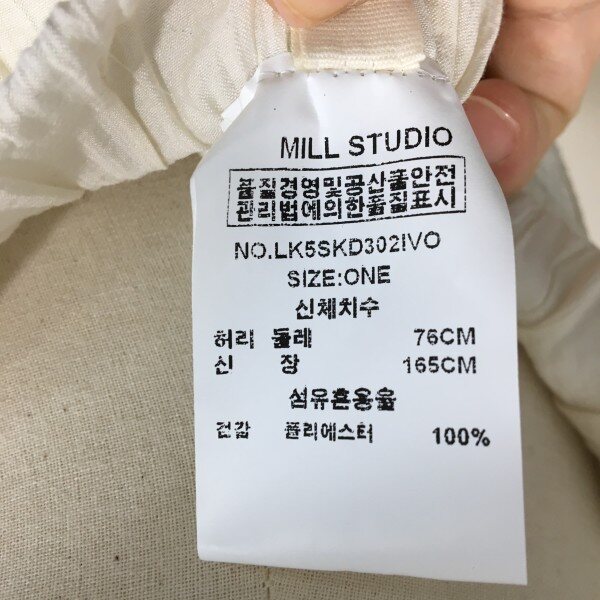 MILL STUDIO
품질경영및공산품안전
관리법에의한품질표시
NO.LK5SKD302IVO
SIZE:ONE
신체치수
허리 둘레 76CM
신 장 165CM
섬유혼용율
겉감 폴리에스터 100%